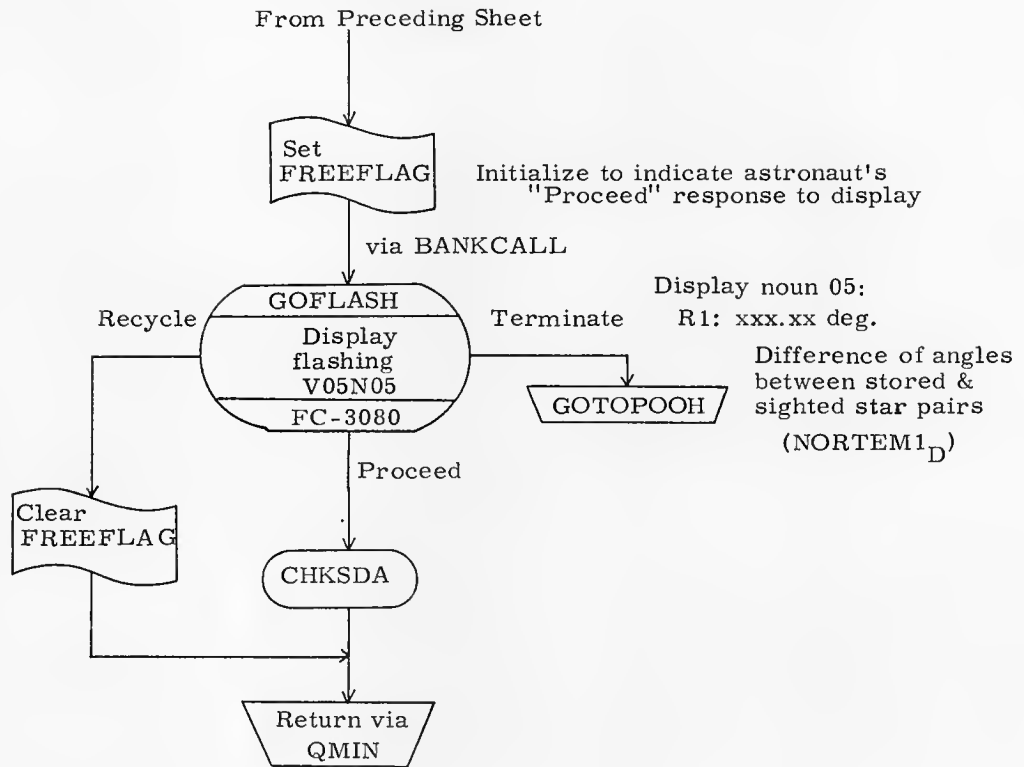 From Preceding Sheet
Set
FREEFLAG
Initialize to indicate astronaut's
"Proceed" response to display
via BANKCALL
GOFLASH
Recycle
Display
flashing
V05N05
Terminate
FC-3080
Display noun 05:
R1: xxx.xx deg.
Difference of angles
between stored &
sighted star pairs
(NORTEM1D)
GOTOPOOH
Proceed
Clear
FREEFLAG
CHKSDA
Return via
QMIN